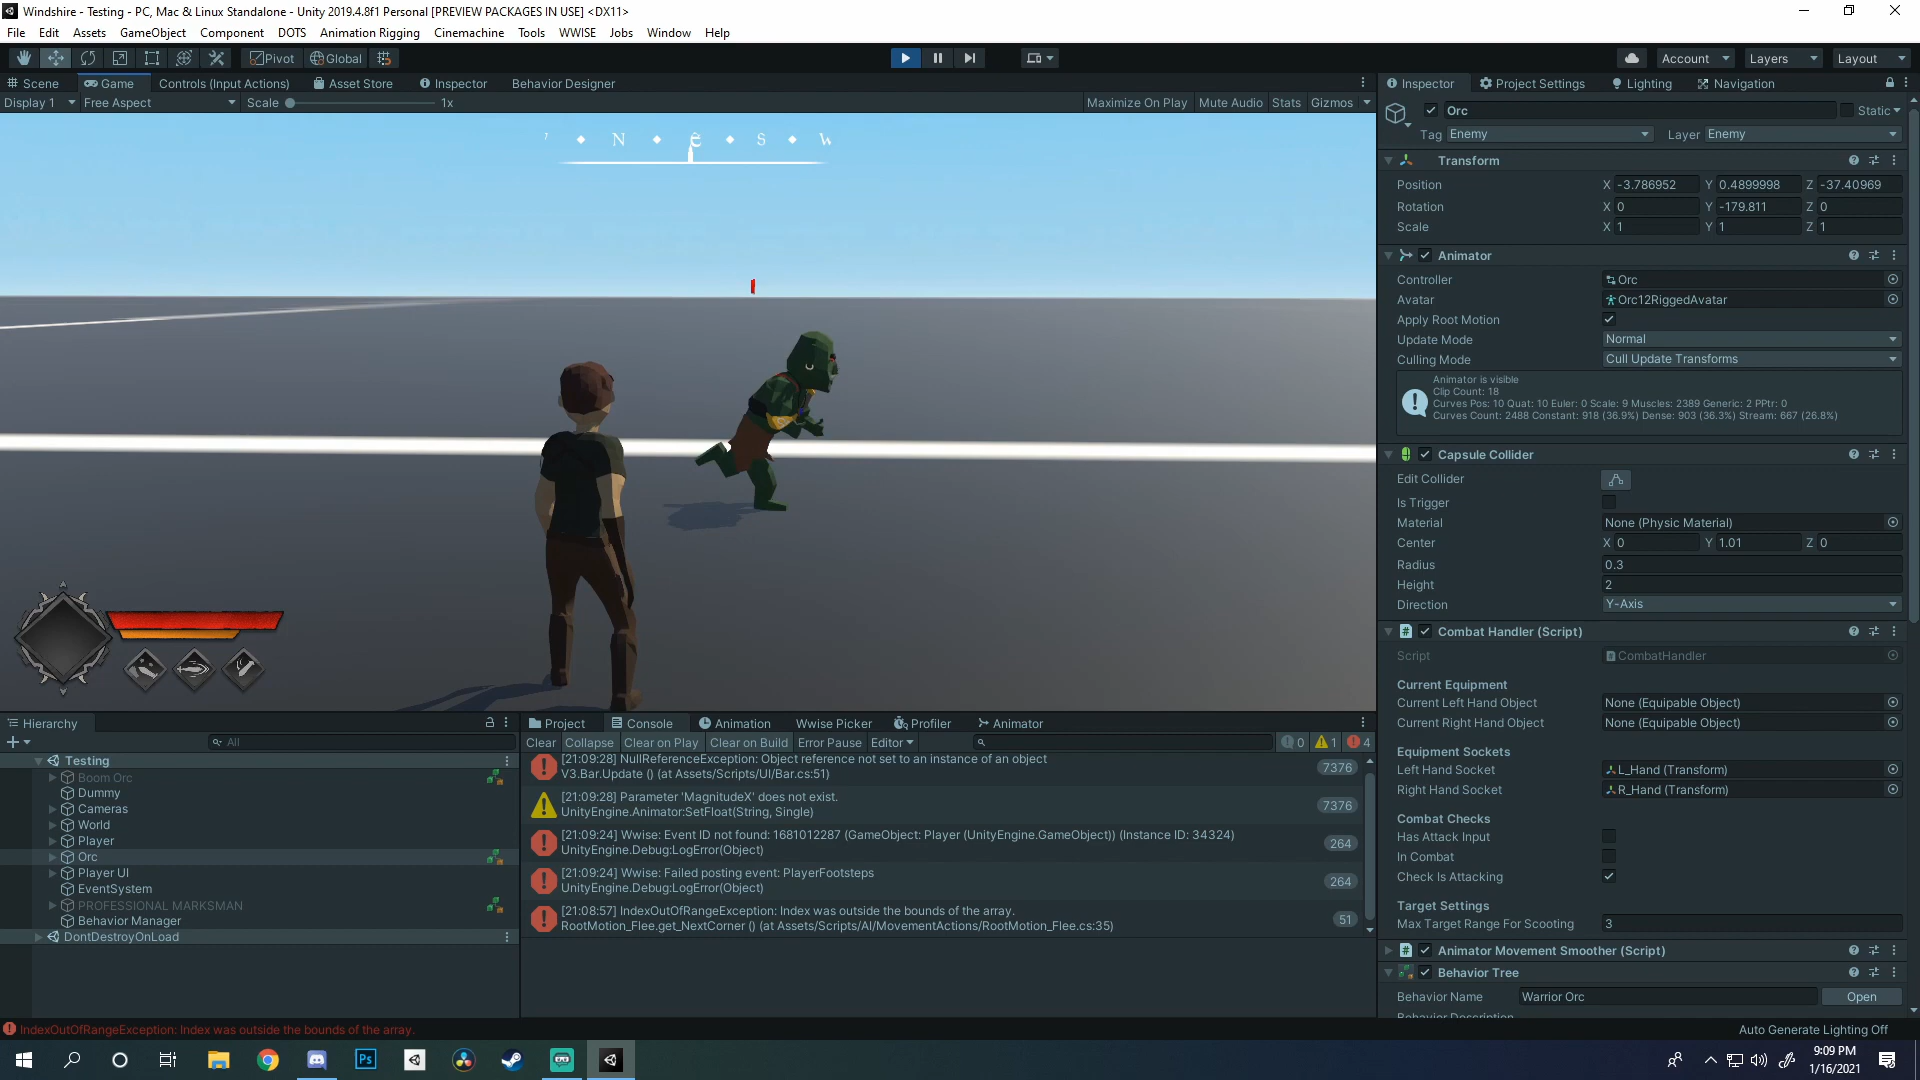 Windshire - Testing - PC, Mac & Linux Standalone - Unity 2019.4.8f1 Personal [PREVIEW PACKAGES IN USE] <DX11>
File Edit Assets GameObject Component DOTS Animation Rigging Cinemachine Tools WWISE Jobs Window Help
Pivot Global Account Layers Layout
Scene Game Controls (Input Actions) Asset Store Inspector Behavior Designer
Display 1 Free Aspect Scale 1x Maximize On Play Mute Audio Stats Gizmos
N S W
Inspector Project Settings Lighting Navigation
Orc Static
Tag Enemy Layer Enemy
Transform
Position X -3.786952 Y 0.4899998 Z -37.40969
Rotation X 0 Y -179.811 Z 0
Scale X 1 Y 1 Z 1
Animator
Controller Orc
Avatar Orc12RiggedAvatar
Apply Root Motion
Update Mode Normal
Culling Mode Cull Update Transforms
Animator is visible
Clip Count: 18
Curves Pos: 10 Quat: 10 Euler: 0 Scale: 9 Muscles: 2389 Generic: 2 PPtr: 0
Curves Count: 2488 Constant: 918 (36.9%) Dense: 903 (36.3%) Stream: 667 (26.8%)
Capsule Collider
Edit Collider
Is Trigger
Material None (Physic Material)
Center X 0 Y 1.01 Z 0
Radius 0.3
Height 2
Direction Y-Axis
Combat Handler (Script)
Script CombatHandler
Current Equipment
Current Left Hand Object None (Equipable Object)
Current Right Hand Object None (Equipable Object)
Equipment Sockets
Left Hand Socket L_Hand (Transform)
Right Hand Socket R_Hand (Transform)
Combat Checks
Has Attack Input
In Combat
Check Is Attacking
Target Settings
Max Target Range For Scooting 3
Animator Movement Smoother (Script)
Behavior Tree
Behavior Name Warrior Orc Open
Behavior Description
Hierarchy
All
Testing
Boom Orc
Dummy
Cameras
World
Player
Orc
Player UI
EventSystem
PROFESSIONAL MARKSMAN
Behavior Manager
DontDestroyOnLoad
Project Console Animation Wwise Picker Profiler Animator
Clear Collapse Clear on Play Clear on Build Error Pause Editor 0 1 4
[21:09:28] NullReferenceException: Object reference not set to an instance of an object
V3.Bar.Update () (at Assets/Scripts/UI/Bar.cs:51) 7376
[21:09:28] Parameter 'MagnitudeX' does not exist.
UnityEngine.Animator:SetFloat(String, Single) 7376
[21:09:24] Wwise: Event ID not found: 1681012287 (GameObject: Player (UnityEngine.GameObject)) (Instance ID: 34324)
UnityEngine.Debug:LogError(Object) 264
[21:09:24] Wwise: Failed posting event: PlayerFootsteps
UnityEngine.Debug:LogError(Object) 264
[21:08:57] IndexOutOfRangeException: Index was outside the bounds of the array.
RootMotion_Flee.get_NextCorner () (at Assets/Scripts/AI/MovementActions/RootMotion_Flee.cs:35) 51
IndexOutOfRangeException: Index was outside the bounds of the array.
Auto Generate Lighting Off
Ps
9:09 PM
1/16/2021